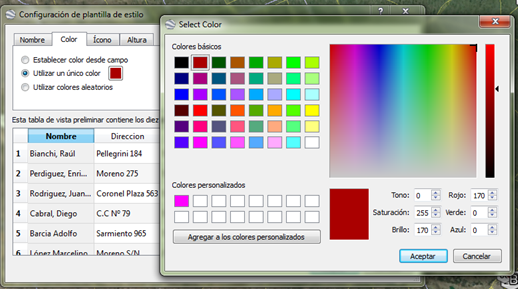 Configuración de plantilla de estilo
Nombre Color Ícono Altura
Establecer color desde campo
Utilizar un único color
Utilizar colores aleatorios
Esta tabla de vista preliminar contiene los diez
Nombre Direccion
1 Bianchi, Raúl Pellegrini 184
2 Perdiguez, Enri... Moreno 275
3 Rodriguez, Juan... Coronel Plaza 563
4 Cabral, Diego C.C Nº 79
5 Barcia Adolfo Sarmiento 965
6 López Marcelino Moreno S/N
Select Color
Colores básicos
Colores personalizados
Agregar a los colores personalizados
Tono: 0 Rojo: 170
Saturación: 255 Verde: 0
Brillo: 170 Azul: 0
Aceptar Cancelar